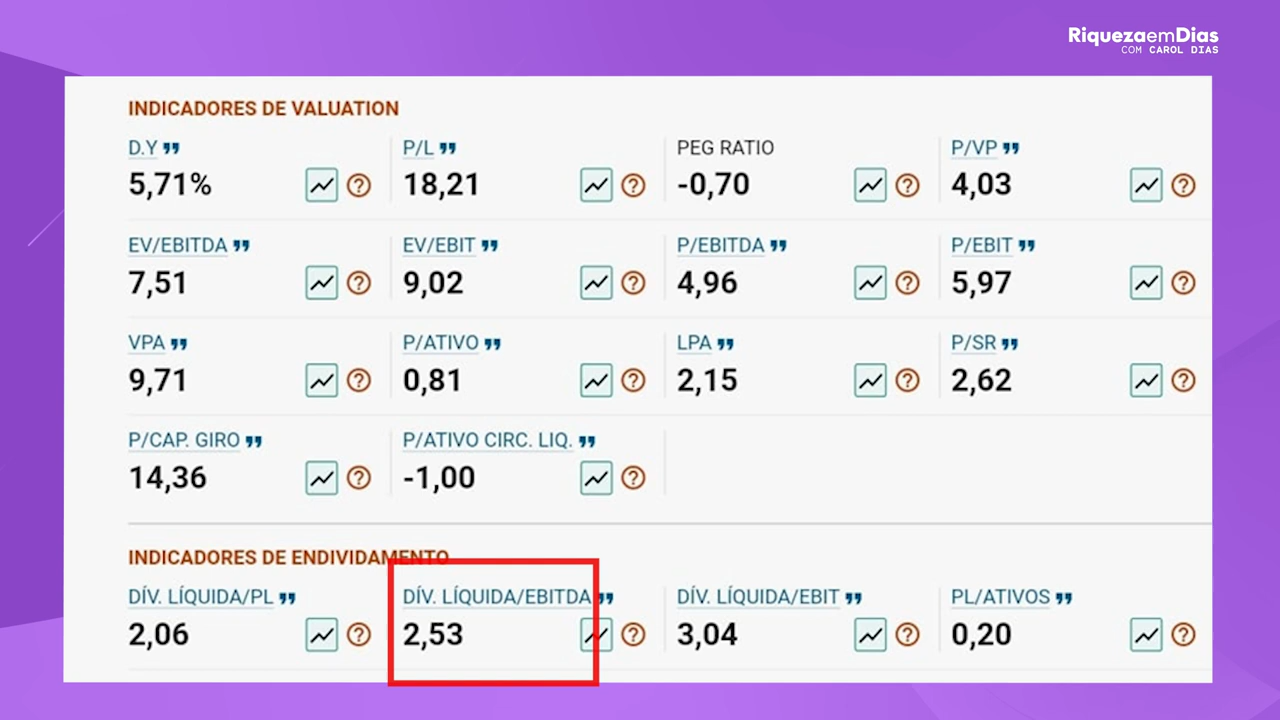 RiquezaemDias
COM CAROL DIAS
INDICADORES DE VALUATION
D.Y P/L PEG RATIO P/VP
5,71% 18,21 -0,70 4,03
EV/EBITDA EV/EBIT P/EBITDA P/EBIT
7,51 9,02 4,96 5,97
VPA P/ATIVO LPA P/SR
9,71 0,81 2,15 2,62
P/CAP. GIRO P/ATIVO CIRC. LIQ.
14,36 -1,00
INDICADORES DE ENDIVIDAMENTO
DÍV. LÍQUIDA/PL DÍV. LÍQUIDA/EBITDA DÍV. LÍQUIDA/EBIT PL/ATIVOS
2,06 2,53 3,04 0,20